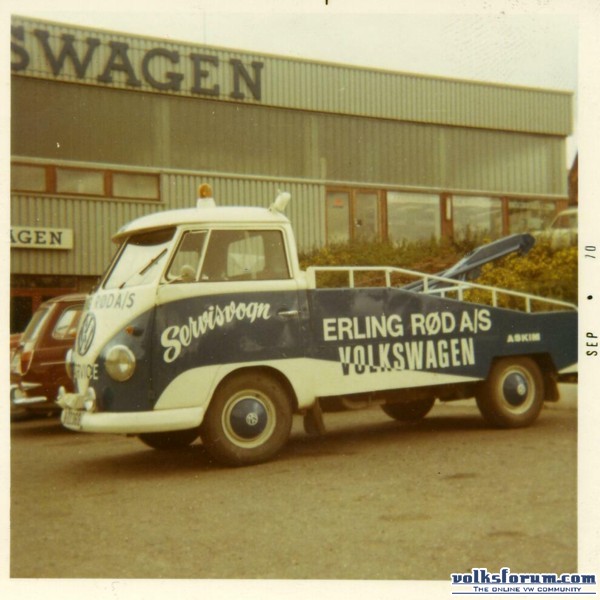 SWAGEN
AGEN
RØD A/S
Servisvogn
ERLING RØD A/S
VOLKSWAGEN
ASKIM
SEP • 70
volksforum.com
THE ONLINE VW COMMUNITY